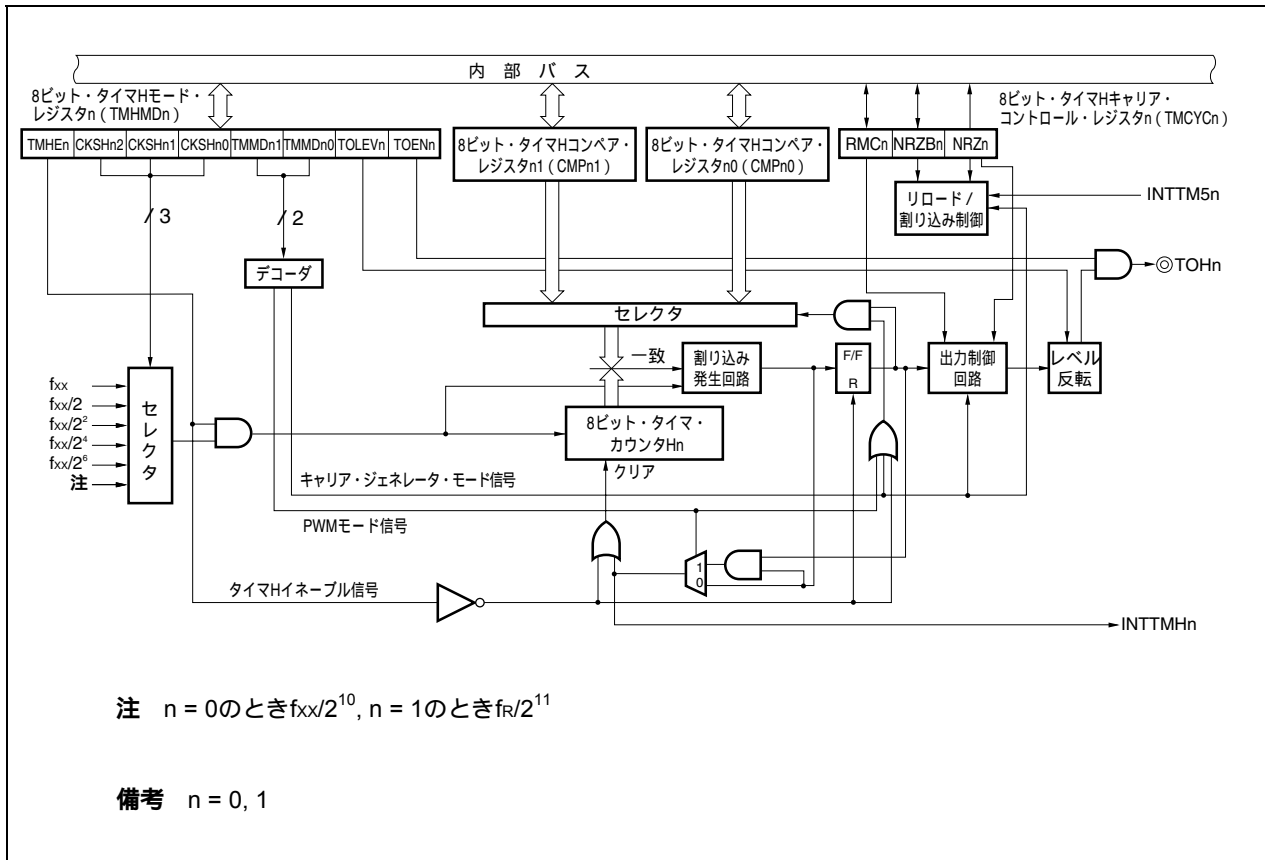 内部バス
8ビット・タイマHモード・
レジスタn(TMHMDn)
8ビット・タイマHキャリア・
コントロール・レジスタn(TMCYCn)
TMHEn CKSHn2 CKSHn1 CKSHn0 TMMDn1 TMMDn0 TOLEVn TOENn
8ビット・タイマHコンペア・
レジスタn1(CMPn1)
8ビット・タイマHコンペア・
レジスタn0(CMPn0)
RMCn NRZBn NRZn
リロード/
割り込み制御
INTTM5n
3
2
デコーダ
TOHn
セレクタ
一致
割り込み
発生回路
F/F
R
出力制御
回路
レベル
反転
fxx
fxx/2
fxx/2²
fxx/2⁴
fxx/2⁶
注
セレクタ
8ビット・タイマ・
カウンタHn
クリア
キャリア・ジェネレータ・モード信号
PWMモード信号
1
0
タイマHイネーブル信号
INTTMHn
注 n = 0のときfxx/2¹⁰, n = 1のときfR/2¹¹
備考 n = 0, 1